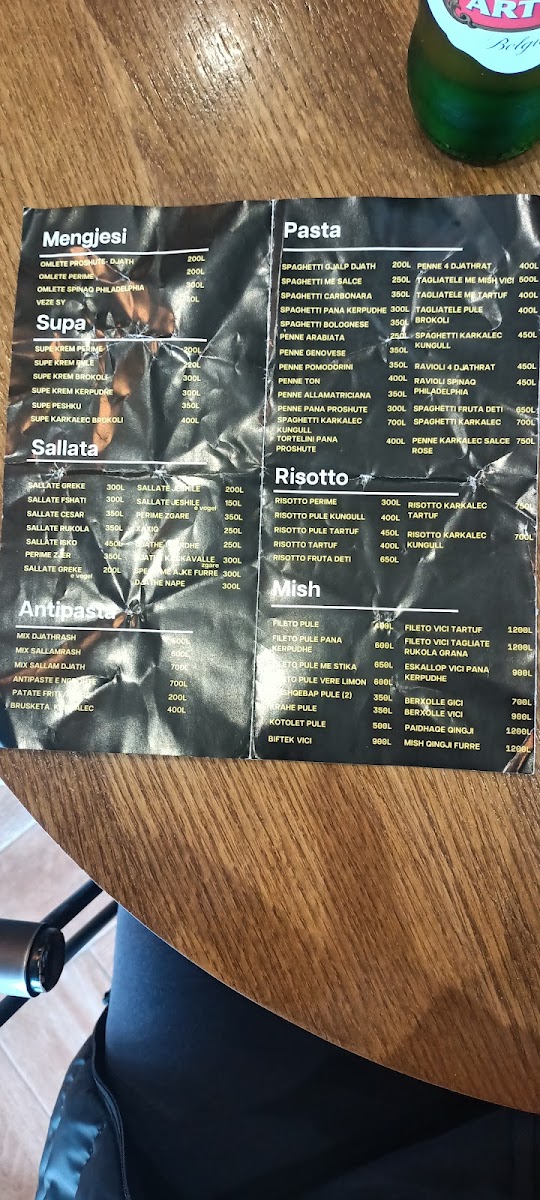 ART
Belgi
Mengjesi
OMLETE PROSHUTE- DJATH 200L
OMLETE PERIME 200L
OMLETE SPINAQ PHILADELPHIA 300L
VEZE SY
Supa
SUPE KREM PERIME 200L
SUPE KREM PULE 220L
SUPE KREM BROKOLI 300L
SUPE KREM KERPUDHE 300L
SUPE PESHKU 350L
SUPE KARKALEC BROKOLI 400L
Sallata
SALLATE GREKE 300L
SALLATE FSHATI 300L
SALLATE CESAR 350L
SALLATE RUKOLA 350L
SALLATE ISKO 450L
PERIME ZIER 350L
SALLATE GREKE 200L
e vogel
SALLATE JESHILE 200L
SALLATE JESHILE 150L
e vogel
PERIME ZGARE 350L
250L
250L
KAÇKAVALLE 300L
zgare
AJKE FURRE 300L
DJATHE NAPE 300L
Antipasta
MIX DJATHRASH 600L
MIX SALLAMRASH 600L
MIX SALLAM DJATH 700L
ANTIPASTE E 700L
PATATE 200L
BRUSKETA 400L
Pasta
SPAGHETTI GJALP DJATH 200L
SPAGHETTI ME SALCE 250L
SPAGHETTI CARBONARA 350L
SPAGHETTI PANA KERPUDHE 300L
SPAGHETTI BOLOGNESE 350L
PENNE ARABIATA 250L
PENNE GENOVESE 350L
PENNE POMODORINI 350L
PENNE TON 400L
PENNE ALLAMATRICIANA 350L
PENNE PANA PROSHUTE 300L
SPAGHETTI KARKALEC 700L
KUNGULL
TORTELINI PANA 400L
PROSHUTE
PENNE 4 DJATHRAT 400L
TAGLIATELE ME MISH VICI 500L
TAGLIATELE ME TARTUF 400L
TAGLIATELE PULE 400L
BROKOLI
SPAGHETTI KARKALEC 450L
KUNGULL
RAVIOLI 4 DJATHRAT 450L
RAVIOLI SPINAQ 450L
PHILADELPHIA
SPAGHETI FRUTA DETI 650L
SPAGHETTI KARKALEC 700L
PENNE KARKALEC SALCE 750L
ROSE
Risotto
RISOTTO PERIME 300L
RISOTTO PULE KUNGULL 400L
RISOTTO PULE TARTUF 450L
RISOTTO TARTUF 400L
RISOTTO FRUTA DETI 650L
RISOTTO KARKALEC 750L
TARTUF
RISOTTO KARKALEC 700L
KUNGULL
Mish
FILETO PULE
FILETO PULE PANA 600L
KERPUDHE
FILETO PULE ME STIKA 650L
FILETO PULE VERE LIMON 600L
QESHQEBAP PULE (2) 350L
KRAHE PULE 350L
KOTOLET PULE 500L
BIFTEK VICI 900L
FILETO VICI TARTUF 1200L
FILETO VICI TAGLIATE 1200L
RUKOLA GRANA
ESKALLOP VICI PANA 900L
KERPUDHE
BERXOLLE GICI 700L
BERXOLLE VICI 900L
PAIDHAQE QINGJI 1200L
MISH QINGJI FURRE 1200L